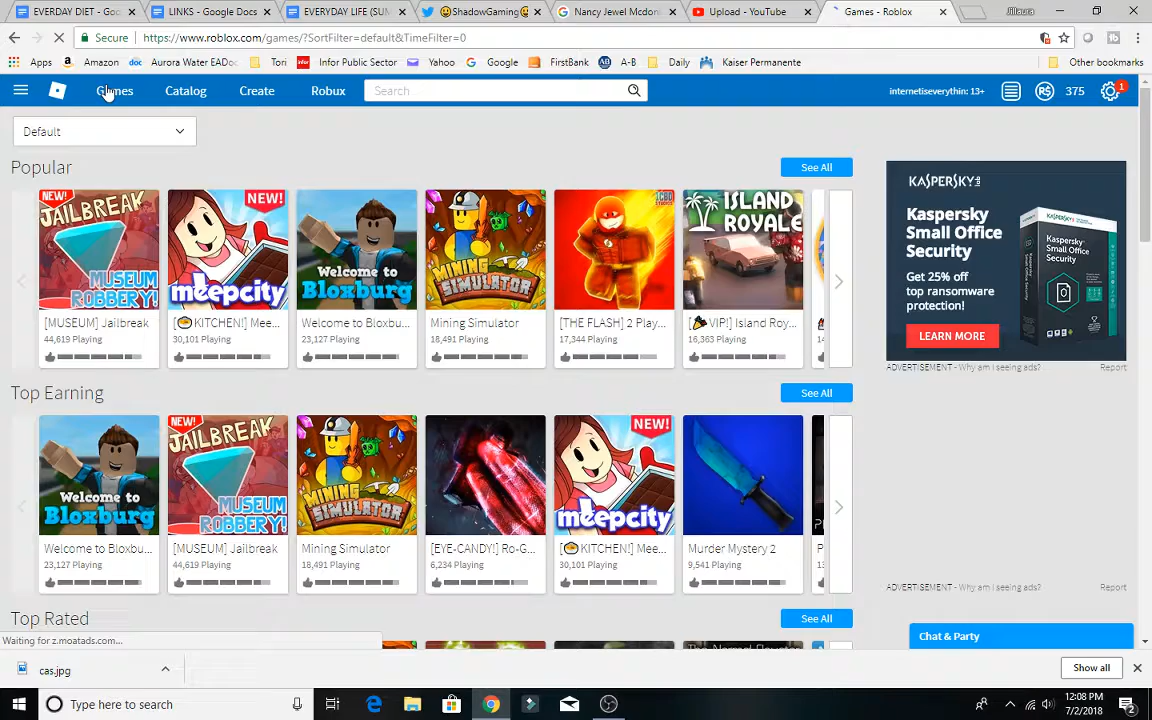 EVERDAY DIET - Goo
LINKS - Google Docs
EVERYDAY LIFE (SUM
ShadowGaming
Nancy Jewel Mcdon
Upload - YouTube
Games - Roblox
Jillaura
Secure
https://www.roblox.com/games/?SortFilter=default&TimeFilter=0
Apps
Amazon
Aurora Water EADoc
Tori
Infor Public Sector
Yahoo
Google
FirstBank
A-B
Daily
Kaiser Permanente
Other bookmarks
Games
Catalog
Create
Robux
Search
internetiseverythin: 13+
R$
375
1
Default
Popular
See All
NEW!
JAILBREAK
MUSEUM
ROBBERY!
[MUSEUM] Jailbreak
44,619 Playing
NEW!
meepcity
[🍲KITCHEN!] Mee...
30,101 Playing
Welcome to
Bloxburg
Welcome to Bloxbu...
23,127 Playing
MINING
SIMULATOR
Mining Simulator
18,491 Playing
[THE FLASH] 2 Play...
17,344 Playing
ISLAND
ROYALE
[🎉VIP!] Island Roy...
16,363 Playing
KASPERSKY
Kaspersky
Small Office
Security
Get 25% off
top ransomware
protection!
LEARN MORE
ADVERTISEMENT - Why am I seeing ads?
Report
Top Earning
See All
Welcome to
Bloxburg
Welcome to Bloxbu...
23,127 Playing
NEW!
JAILBREAK
MUSEUM
ROBBERY!
[MUSEUM] Jailbreak
44,619 Playing
MINING
SIMULATOR
Mining Simulator
18,491 Playing
[EYE-CANDY!] Ro-G...
6,234 Playing
NEW!
meepcity
[🍲KITCHEN!] Mee...
30,101 Playing
Murder Mystery 2
9,541 Playing
ADVERTISEMENT - Why am I seeing ads?
Report
Top Rated
See All
Waiting for z.moatads.com...
Chat & Party
cas.jpg
Show all
Type here to search
12:08 PM
7/2/2018
2